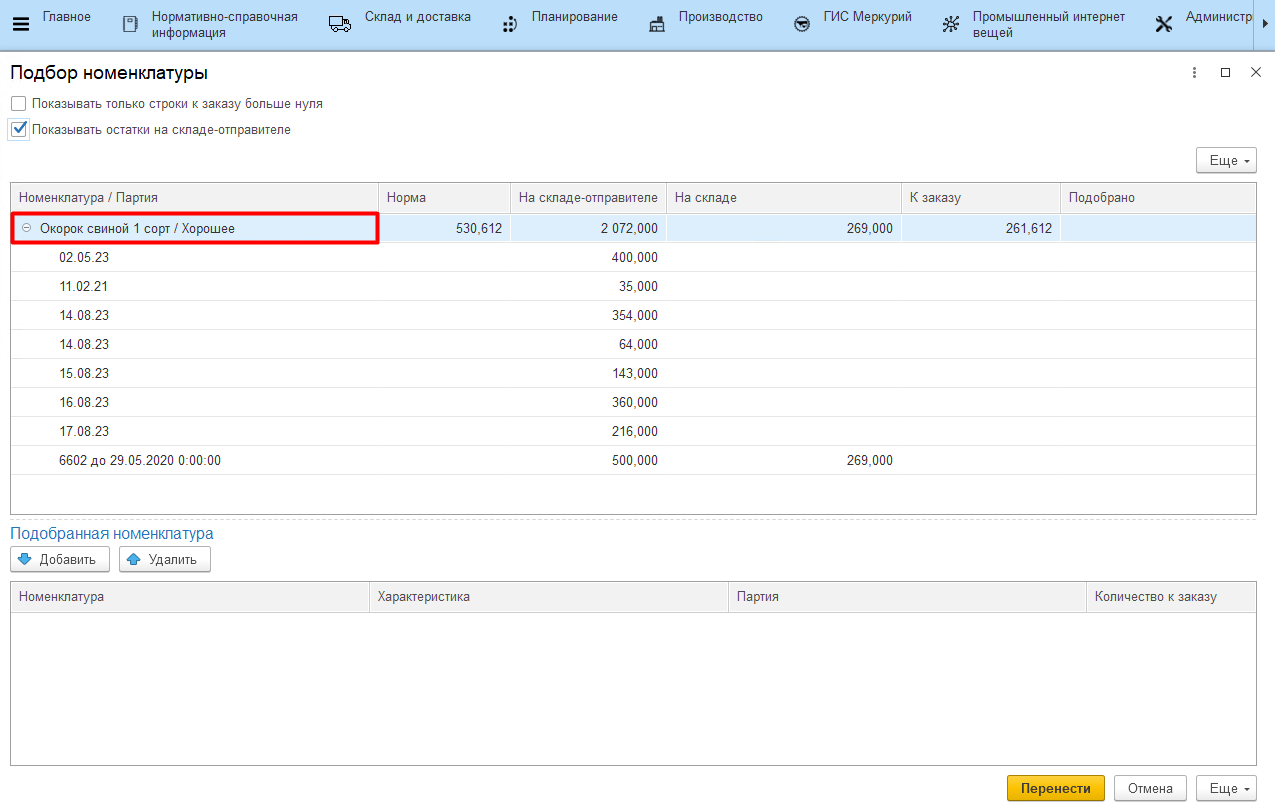 Главное
Нормативно-справочная
информация
Склад и доставка
Планирование
Производство
ГИС Меркурий
Промышленный интернет
вещей
Администр
Подбор номенклатуры
Показывать только строки к заказу больше нуля
Показывать остатки на складе-отправителе
Еще
Номенклатура / Партия Норма На складе-отправителе На складе К заказу Подобрано
Окорок свиной 1 сорт / Хорошее 530,612 2 072,000 269,000 261,612
02.05.23 400,000
11.02.21 35,000
14.08.23 354,000
14.08.23 64,000
15.08.23 143,000
16.08.23 360,000
17.08.23 216,000
6602 до 29.05.2020 0:00:00 500,000 269,000
Подобранная номенклатура
Добавить Удалить
Номенклатура Характеристика Партия Количество к заказу
Перенести Отмена Еще